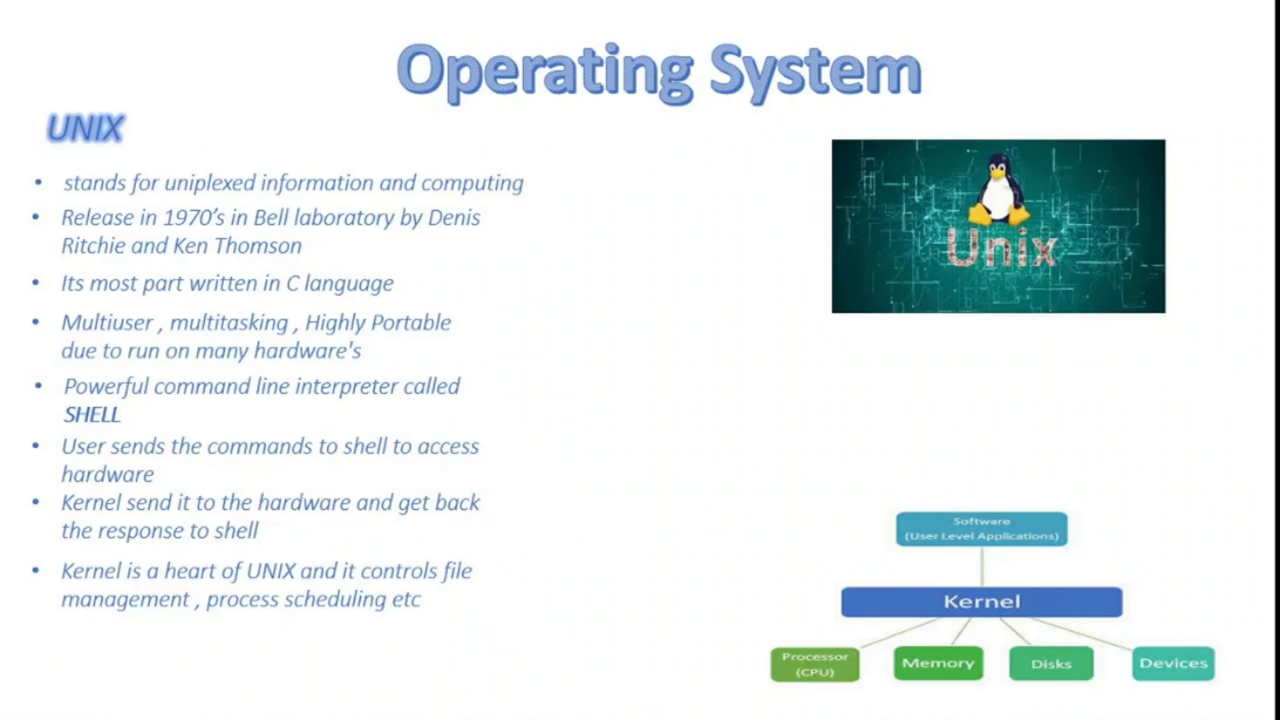 Operating System
UNIX
• stands for uniplexed information and computing
• Release in 1970's in Bell laboratory by Denis
Ritchie and Ken Thomson
• Its most part written in C language
• Multiuser , multitasking , Highly Portable
due to run on many hardware's
• Powerful command line interpreter called
SHELL
• User sends the commands to shell to access
hardware
• Kernel send it to the hardware and get back
the response to shell
• Kernel is a heart of UNIX and it controls file
management , process scheduling etc
Unix
Software
(User Level Applications)
Kernel
Processor
(CPU)
Memory
Disks
Devices